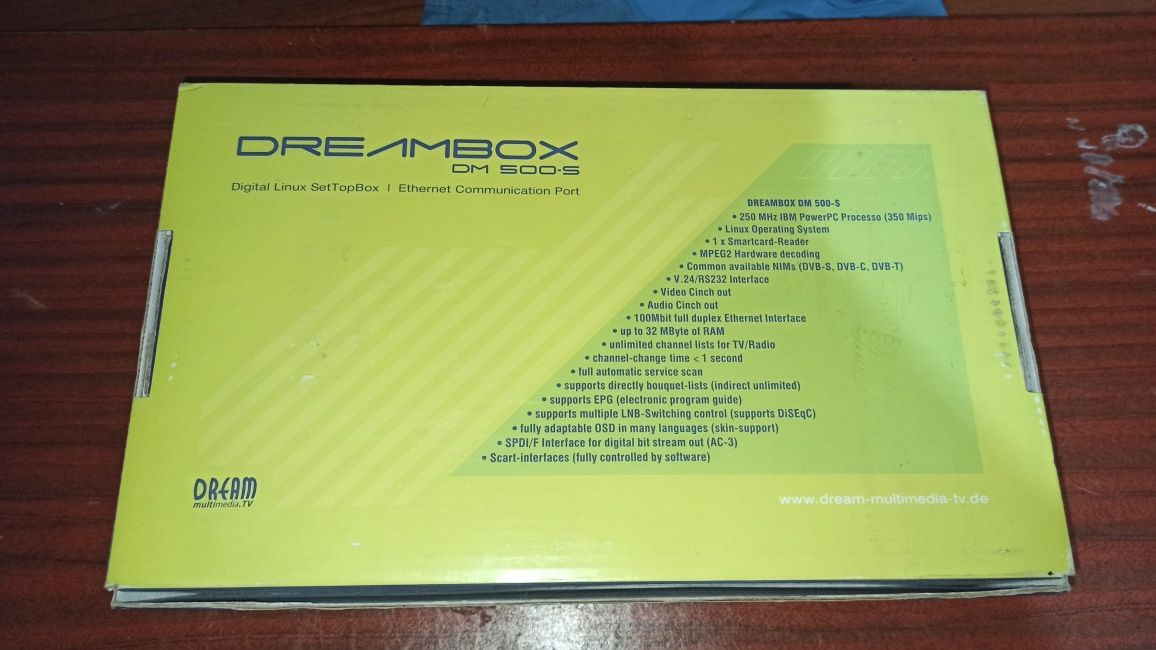 DREAMBOX
DM 500-S
Digital Linux SetTopBox | Ethernet Communication Port
DREAMBOX DM 500-S
• 250 MHz IBM PowerPC Processo (350 Mips)
• Linux Operating System
• 1 x Smartcard-Reader
• MPEG2 Hardware decoding
• Common available NIMs (DVB-S, DVB-C, DVB-T)
• V.24/RS232 Interface
• Video Cinch out
• Audio Cinch out
• 100Mbit full duplex Ethernet Interface
• up to 32 MByte of RAM
• unlimited channel lists for TV/Radio
• channel-change time < 1 second
• full automatic service scan
• supports directly bouquet-lists (indirect unlimited)
• supports EPG (electronic program guide)
• supports multiple LNB-Switching control (supports DiSEqC)
• fully adaptable OSD in many languages (skin-support)
• SPDI/F Interface for digital bit stream out (AC-3)
• Scart-interfaces (fully controlled by software)
DREAM
multimedia.TV
www.dream-multimedia-tv.de